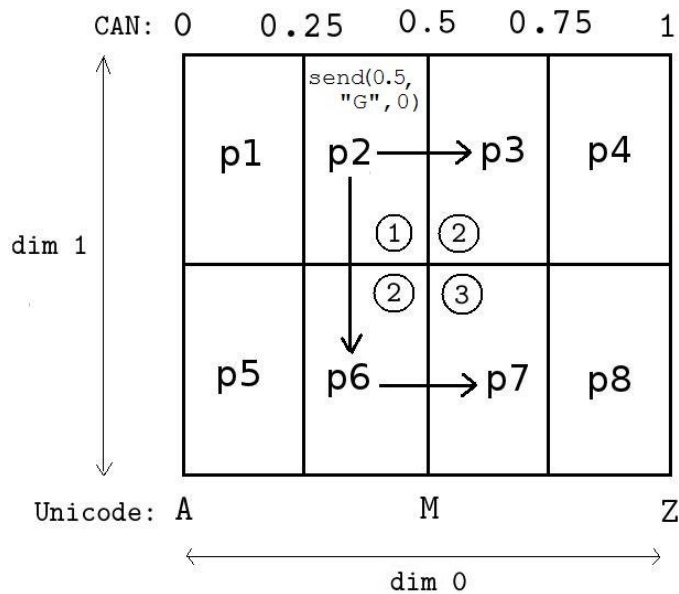 CAN: 0 0.25 0.5 0.75 1
send(0.5,
"G",0)
p1 p2 p3 p4
dim 1
1 2
2 3
p5 p6 p7 p8
Unicode: A M Z
dim 0